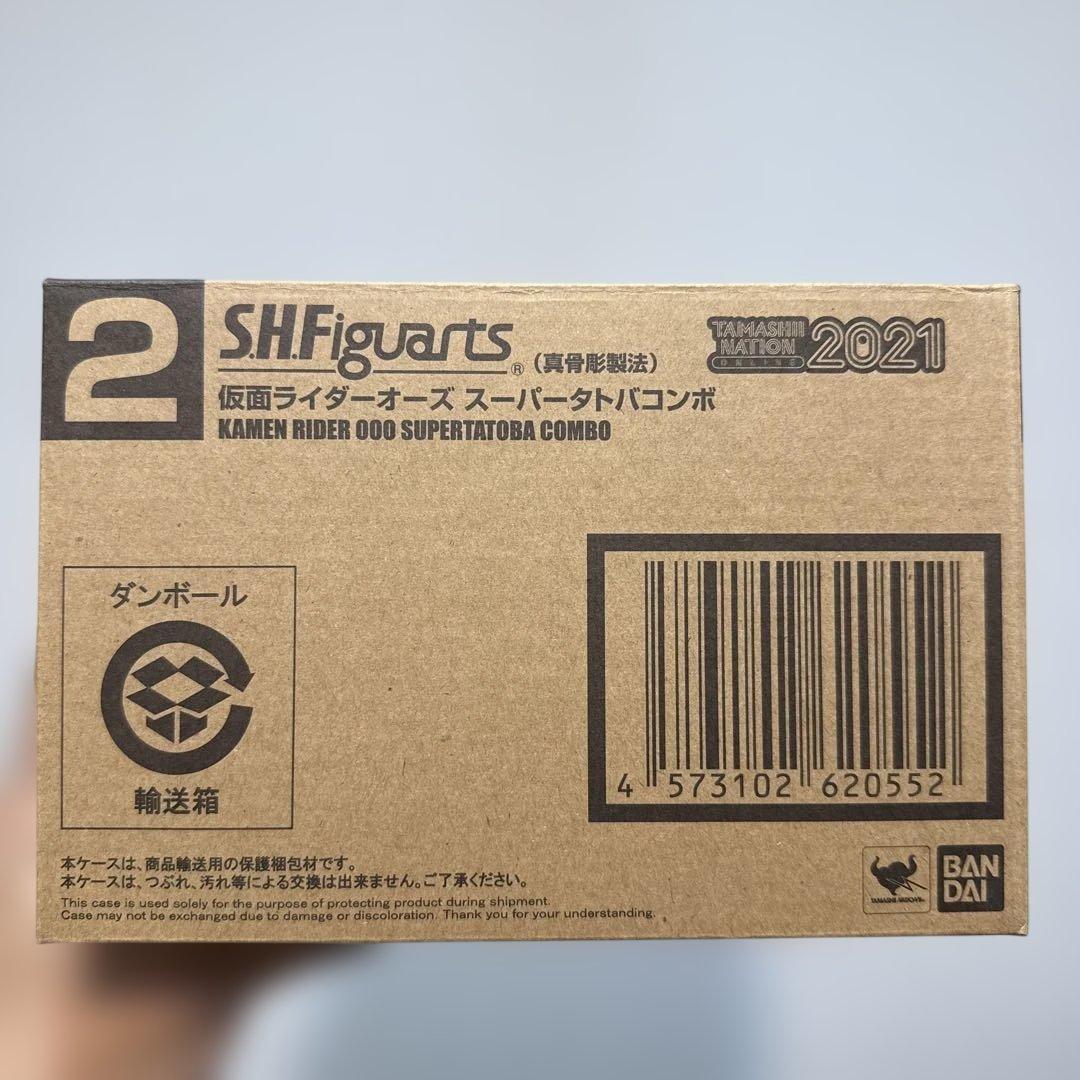 2
S.H.Figuarts® (真骨彫製法)
TAMASHII NATION 2021
仮面ライダーオーズ スーパータトバコンボ
KAMEN RIDER OOO SUPERTATOBA COMBO
ダンボール
輸送箱
4 573102 620552
本ケースは、商品輸送用の保護梱包材です。
本ケースは、つぶれ、汚れ等による交換は出来ません。ご了承ください。
This case is used solely for the purpose of protecting product during shipment.
Case may not be exchanged due to damage or discoloration. Thank you for your understanding.
TAMASHII NATIONS
BAN
DAI